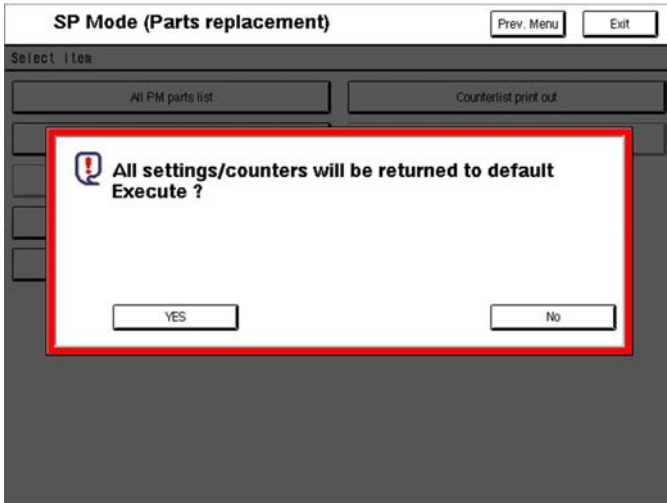 SP Mode (Parts replacement)
Prev. Menu
Exit
Select Item
All PM parts list
Counterlist print out
All settings/counters will be returned to default
Execute ?
YES
No